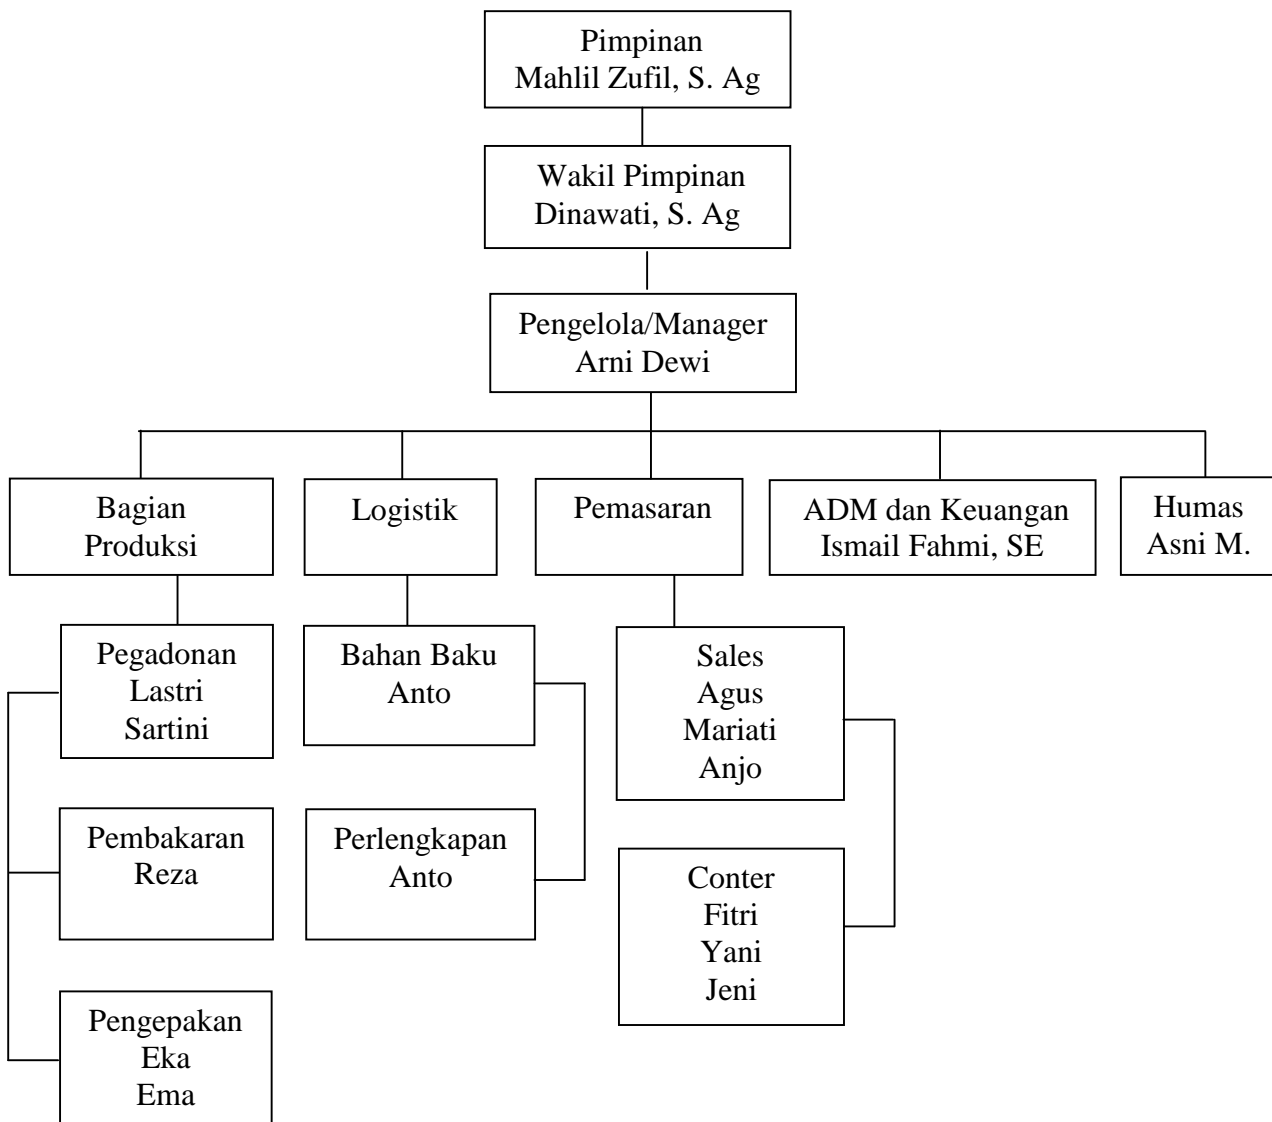 Pimpinan
Mahlil Zufil, S. Ag
Wakil Pimpinan
Dinawati, S. Ag
Pengelola/Manager
Arni Dewi
Bagian
Produksi
Logistik
Pemasaran
ADM dan Keuangan
Ismail Fahmi, SE
Humas
Asni M.
Pegadonan
Lastri
Sartini
Bahan Baku
Anto
Sales
Agus
Mariati
Anjo
Pembakaran
Reza
Perlengkapan
Anto
Conter
Fitri
Yani
Jeni
Pengepakan
Eka
Ema